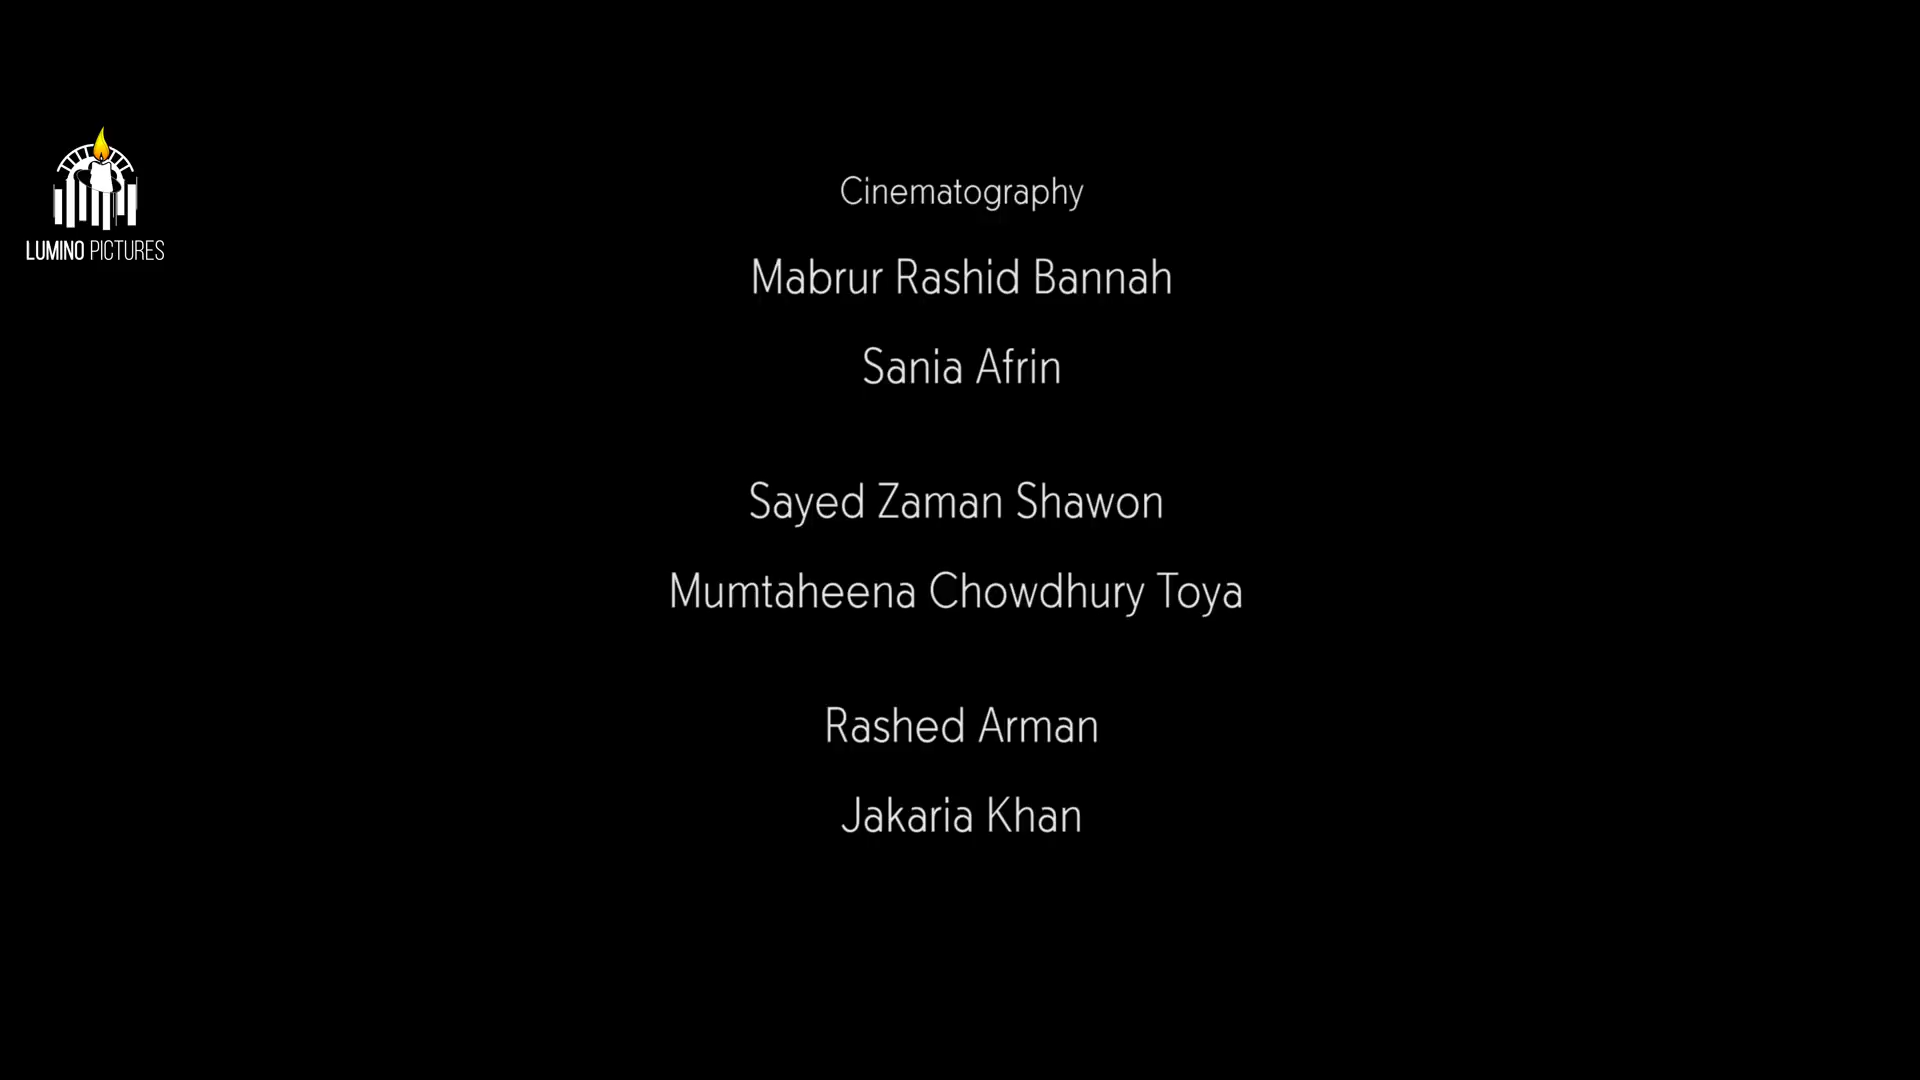 LUMINO PICTURES
Cinematography
Mabrur Rashid Bannah
Sania Afrin
Sayed Zaman Shawon
Mumtaheena Chowdhury Toya
Rashed Arman
Jakaria Khan